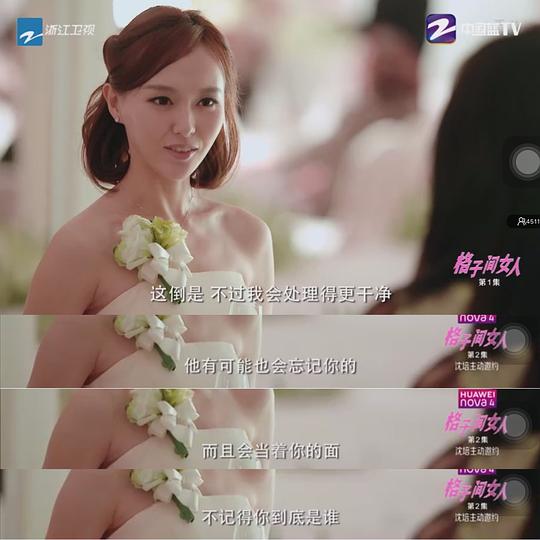 浙江卫视
中国蓝TV
4511
格子间女人
第1集
这倒是 不过我会处理得更干净
nova 4
格子间女人
第2集
沈培主动邀约
他有可能也会忘记你的
HUAWEI
nova 4
格子间女人
第2集
沈培主动邀约
而且会当着你的面
nova 4
格子间女人
第2集
沈培主动邀约
不记得你到底是谁